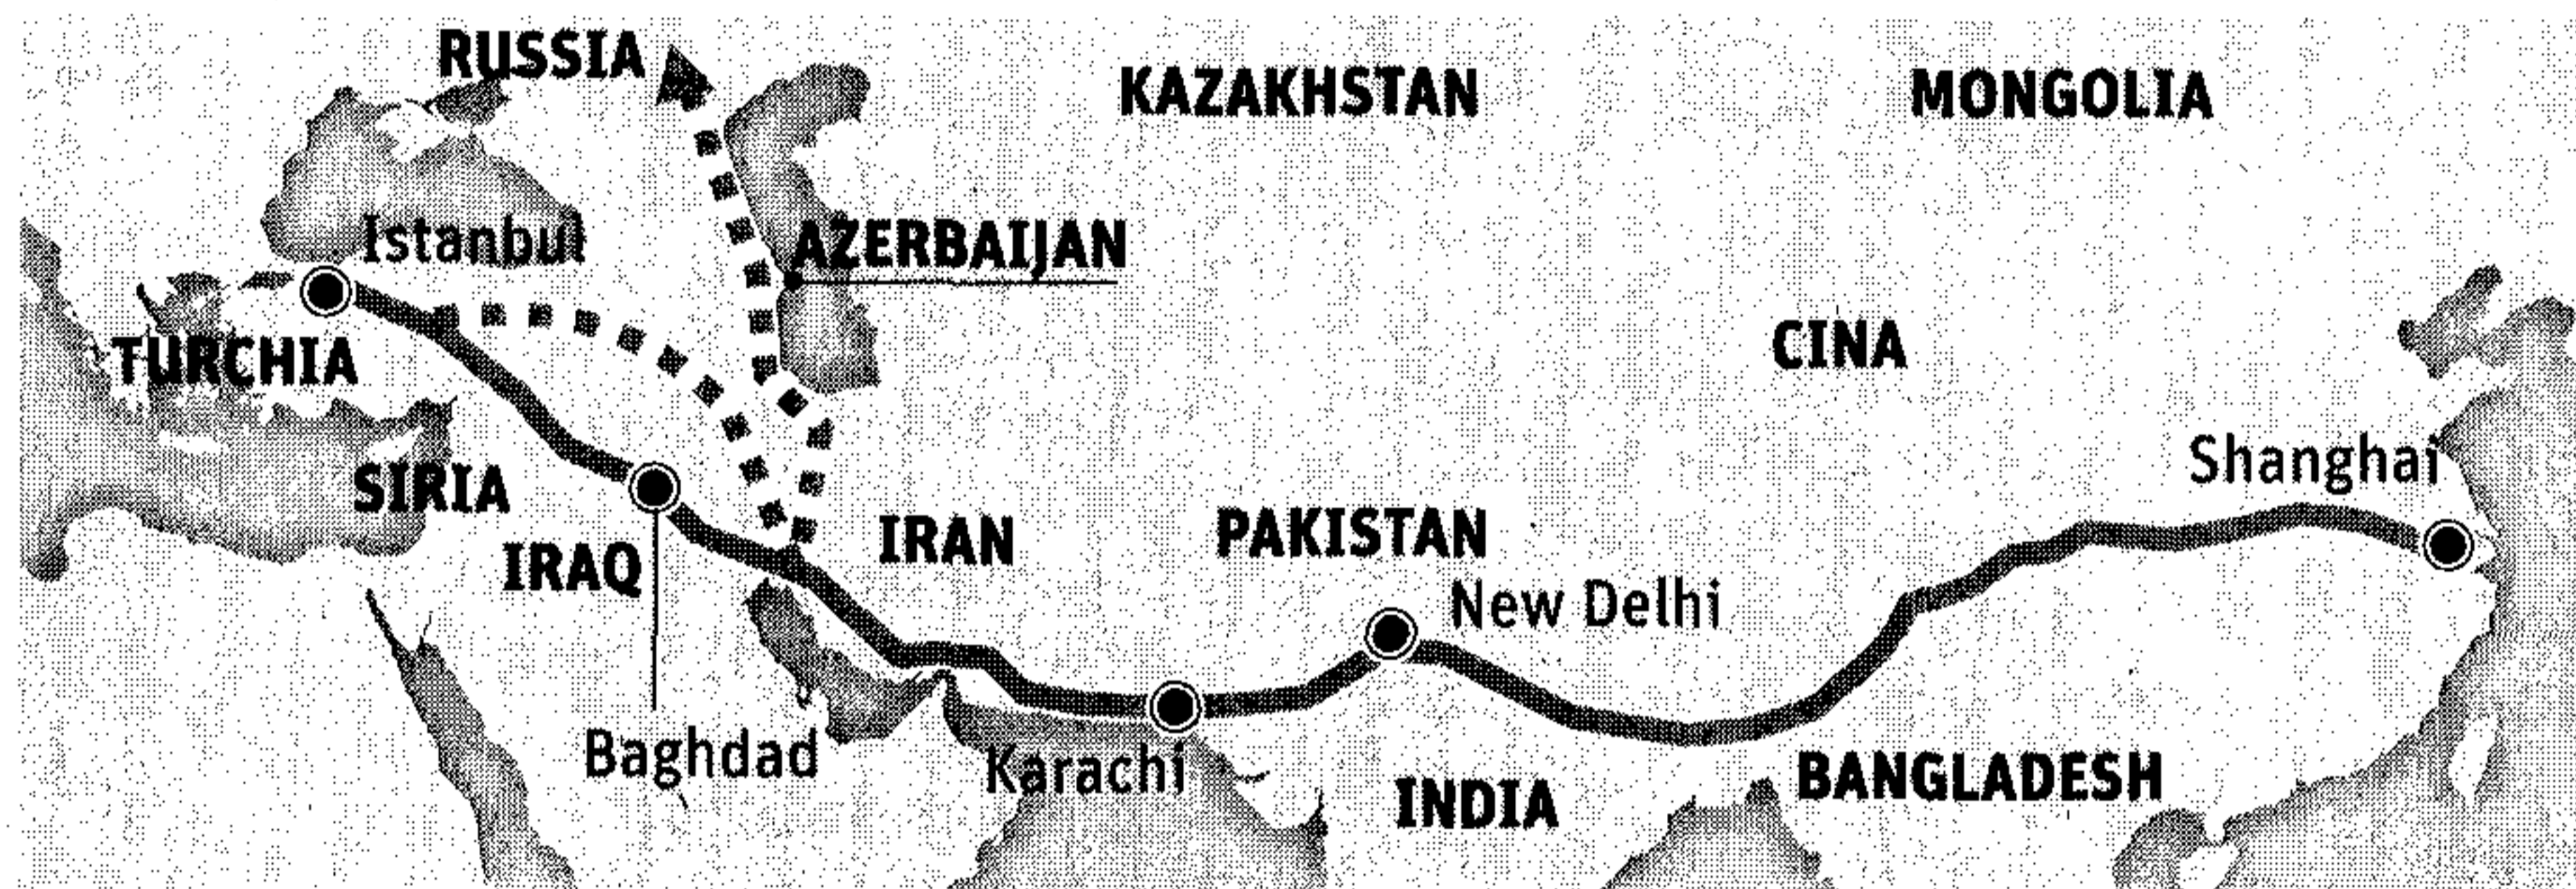 RUSSIA
KAZAKHSTAN
MONGOLIA
Istanbul
AZERBAIJAN
TURCHIA
CINA
Shanghai
SIRIA
IRAQ
IRAN
PAKISTAN
New Delhi
Baghdad
Karachi
INDIA
BANGLADESH